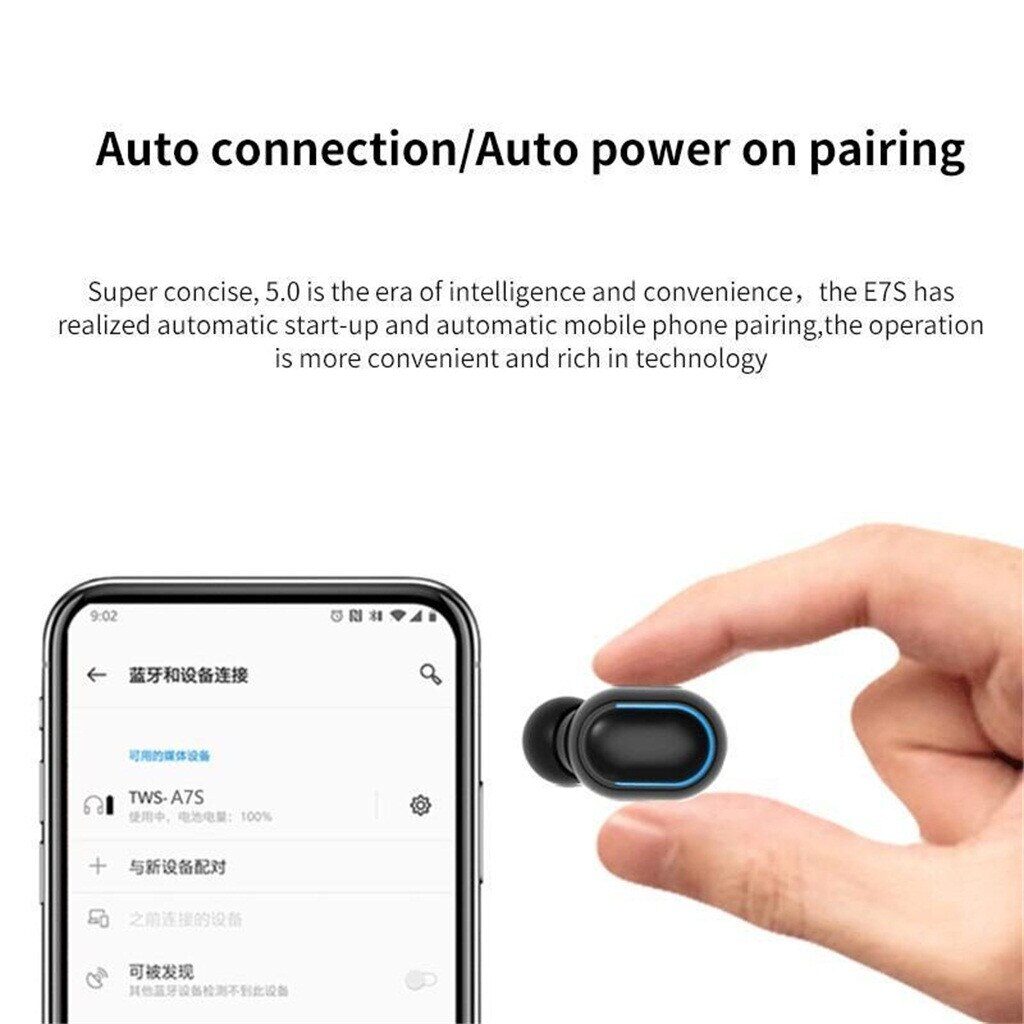 Auto connection/Auto power on pairing
Super concise, 5.0 is the era of intelligence and convenience，the E7S has
realized automatic start-up and automatic mobile phone pairing,the operation
is more convenient and rich in technology
9:02
蓝牙和设备连接
可用的媒体设备
TWS- A7S
使用中，电池电量：100%
与新设备配对
之前连接的设备
可被发现
其他蓝牙设备检测不到此设备